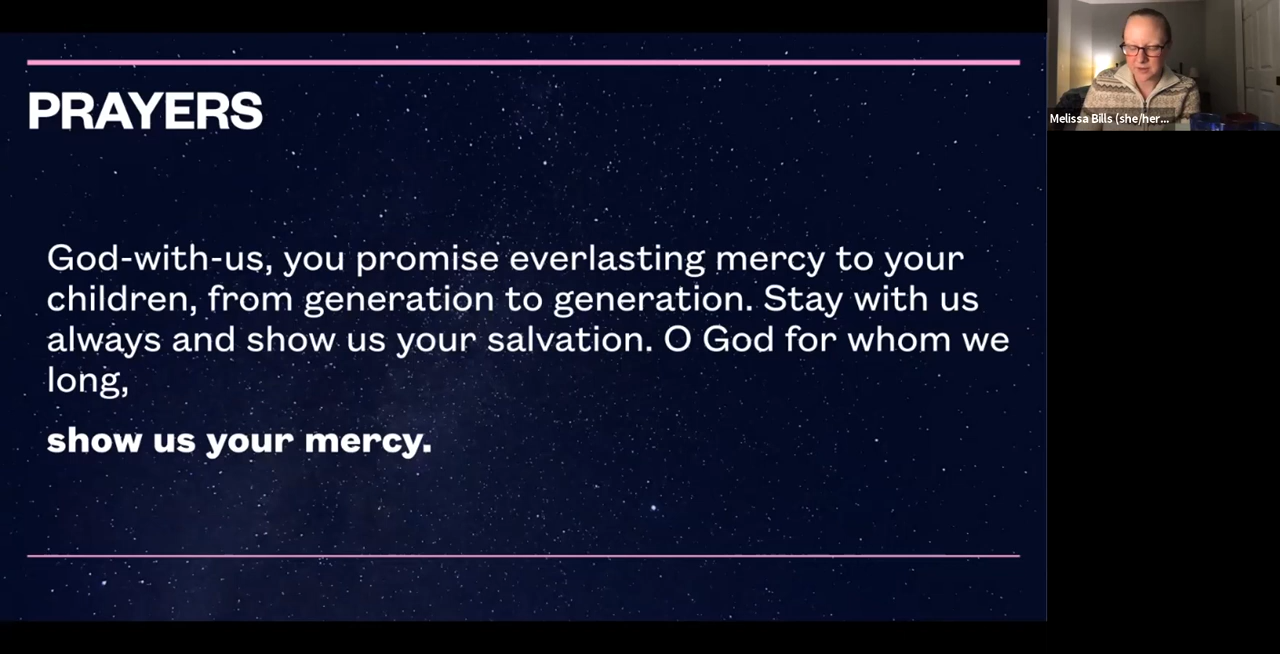 PRAYERS
God-with-us, you promise everlasting mercy to your
children, from generation to generation. Stay with us
always and show us your salvation. O God for whom we
long,
show us your mercy.
Melissa Bills (she/her...